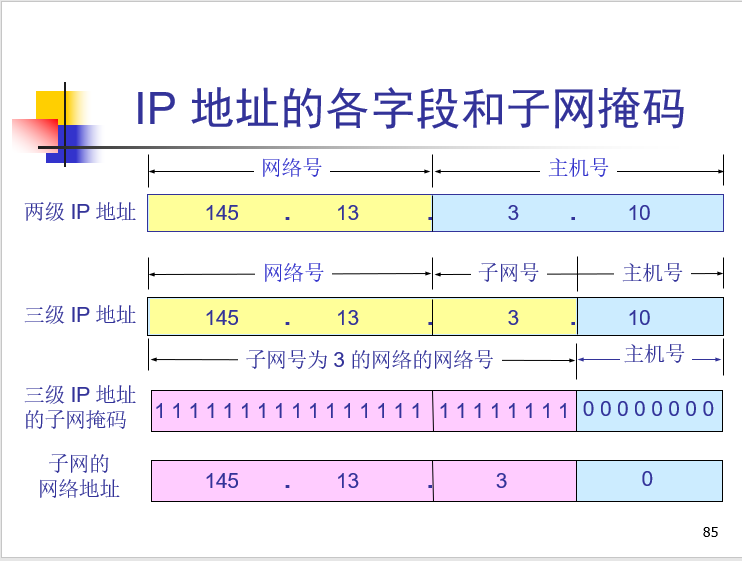 IP 地址的各字段和子网掩码
网络号 主机号
两级 IP 地址 145 . 13 . 3 . 10
网络号 子网号 主机号
三级 IP 地址 145 . 13 . 3 . 10
子网号为 3 的网络的网络号 主机号
三级 IP 地址
的子网掩码
1 1 1 1 1 1 1 1 1 1 1 1 1 1 1 1 1 1 1 1 1 1 1 1 0 0 0 0 0 0 0 0
子网的
网络地址
145 . 13 . 3 0
85